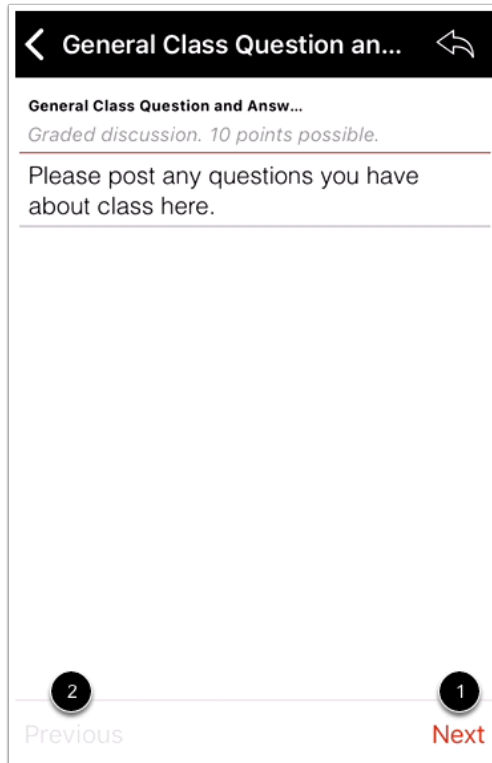 General Class Question an...
General Class Question and Answ...
Graded discussion. 10 points possible.
Please post any questions you have
about class here.
2
1
Previous
Next